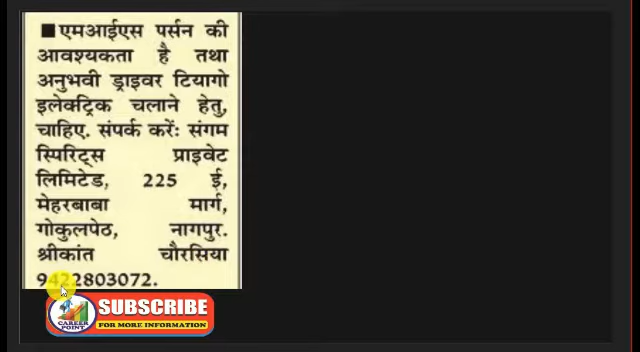 ■ एमआईएस पर्सन की
आवश्यकता है तथा
अनुभवी ड्राइवर टियागो
इलेक्ट्रिक चलाने हेतु,
चाहिए. संपर्क करें: संगम
स्पिरिट्स प्राइवेट
लिमिटेड, 225 ई,
मेहरबाबा मार्ग,
गोकुलपेठ, नागपुर.
श्रीकांत चौरसिया
9422803072.
SUBSCRIBE
FOR MORE INFORMATION
CAREER
POINT